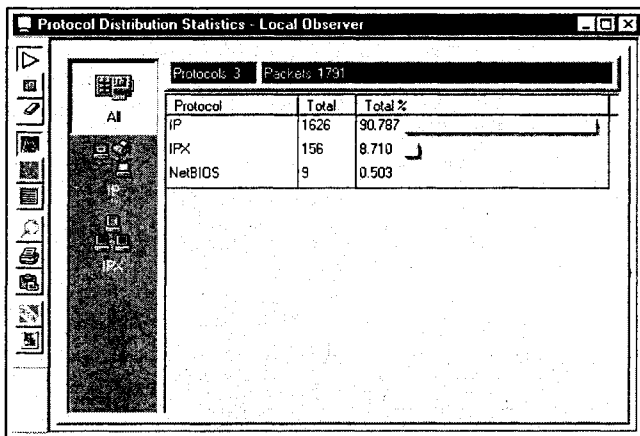 Protocol Distribution Statistics - Local Observer
Protocols 3 Packets 1791
All
IP
IPX
Protocol Total Total %
IP 1626 90.787
IPX 156 8.710
NetBIOS 9 0.503